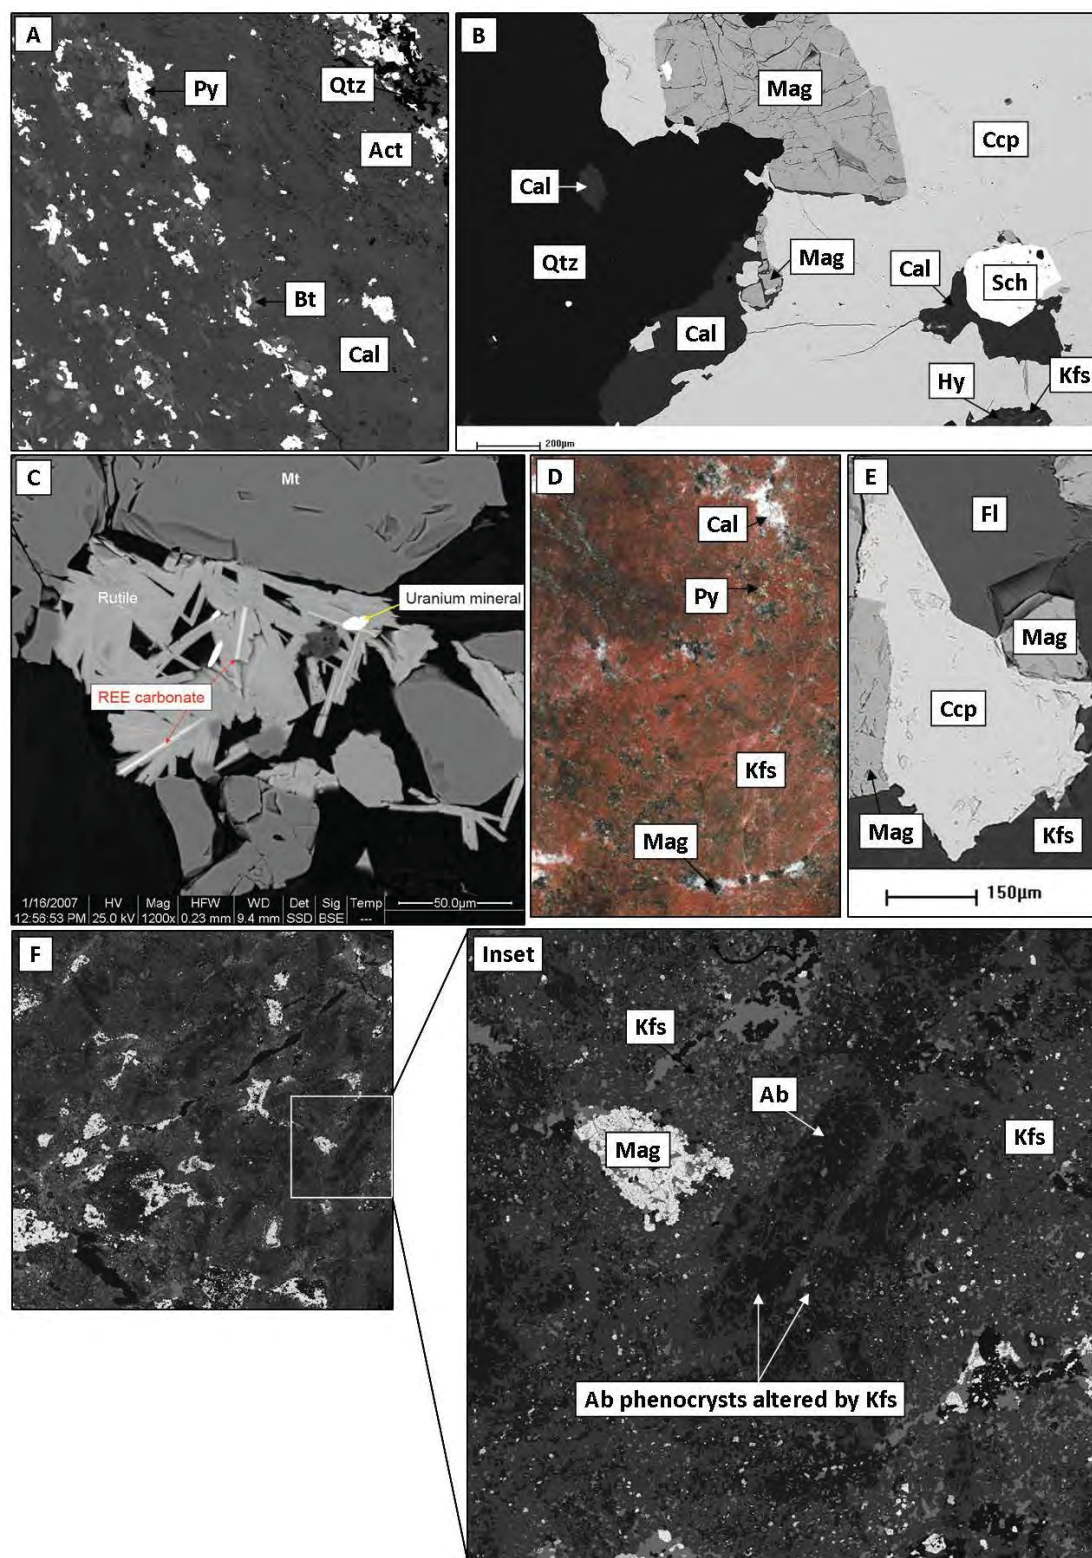 A
Py
Qtz
Act
Bt
Cal
B
Mag
Ccp
Cal
Qtz
Mag
Cal
Sch
Cal
Hy
Kfs
200µm
C
Mt
Rutile
Uranium mineral
REE carbonate
1/16/2007 HV Mag HFW WD Det Sig Temp
12:56:53 PM 25.0 kV 1200x 0.23 mm 9.4 mm SSD BSE --- 50.0µm
D
Cal
Py
Kfs
Mag
E
Fl
Mag
Ccp
Mag
Kfs
150µm
F
Inset
Kfs
Ab
Kfs
Mag
Ab phenocrysts altered by Kfs